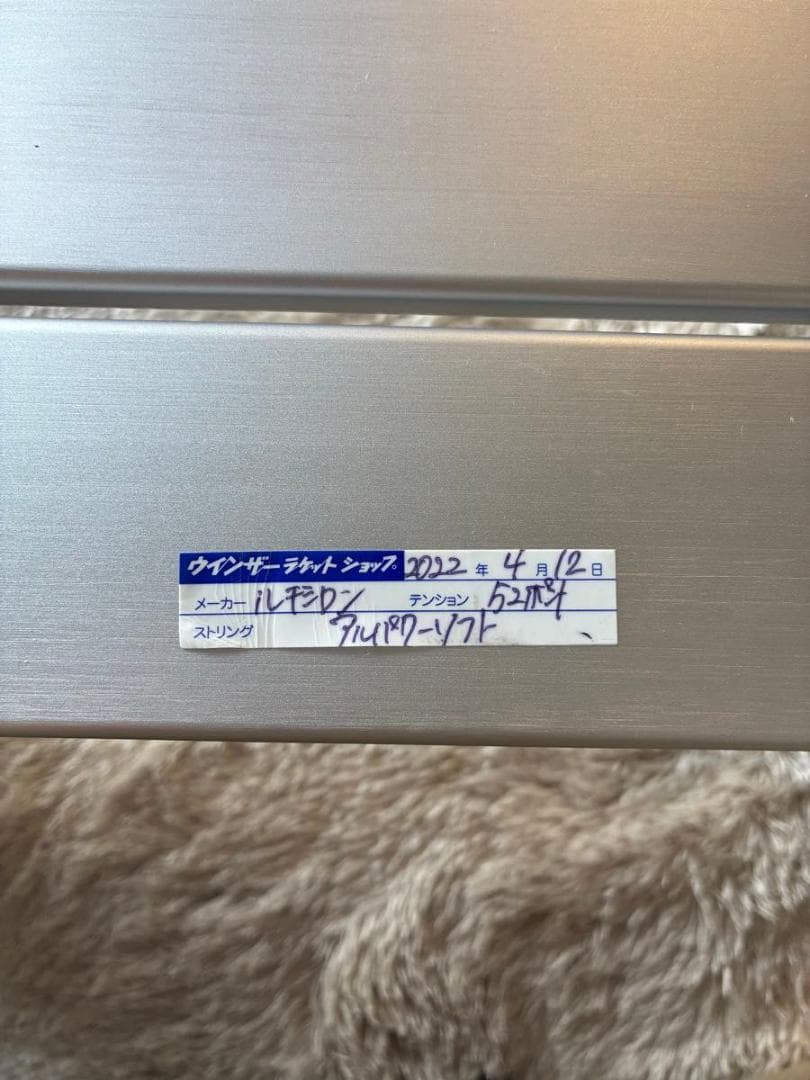 ウインザーラケットショップ。 2022 年 4 月 12 日
メーカー ルキシロン テンション 52ポンド
ストリング アルパワーソフト